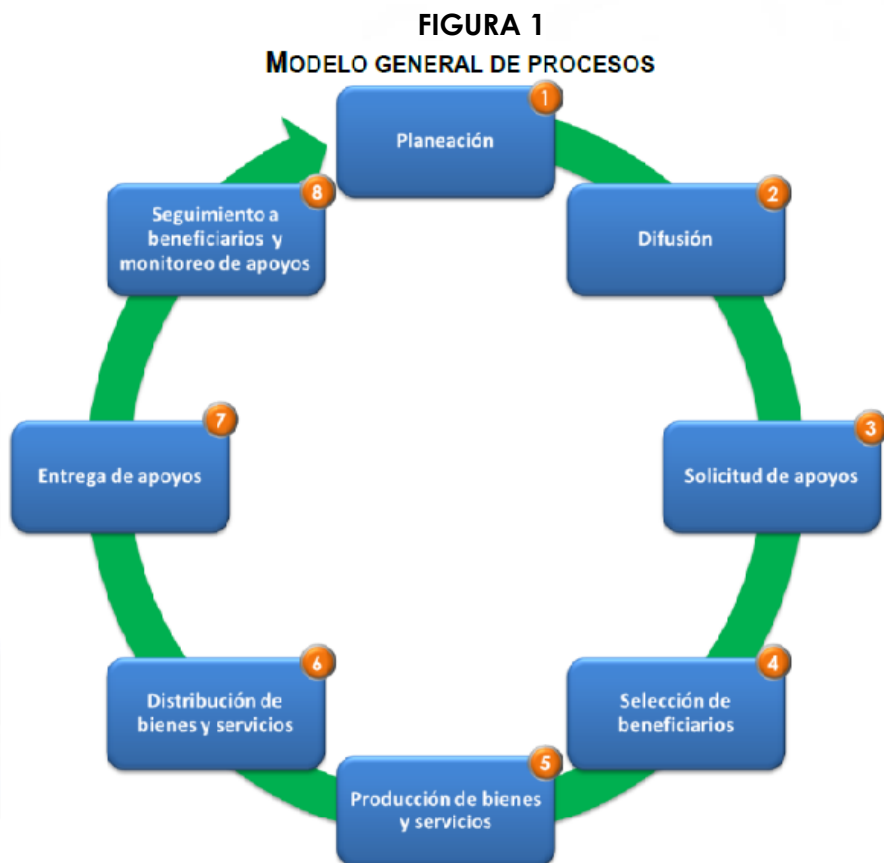 FIGURA 1
MODELO GENERAL DE PROCESOS
1
Planeación
2
Difusión
3
Solicitud de apoyos
4
Selección de
beneficiarios
5
Producción de bienes
y servicios
6
Distribución de
bienes y servicios
7
Entrega de apoyos
8
Seguimiento a
beneficiarios y
monitoreo de apoyos